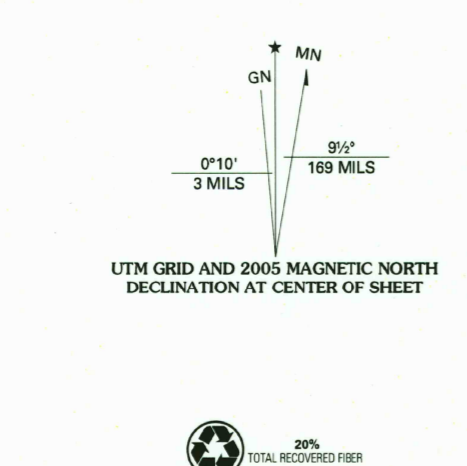 ★
MN
GN
9½°
169 MILS
0°10'
3 MILS
UTM GRID AND 2005 MAGNETIC NORTH
DECLINATION AT CENTER OF SHEET
20%
TOTAL RECOVERED FIBER